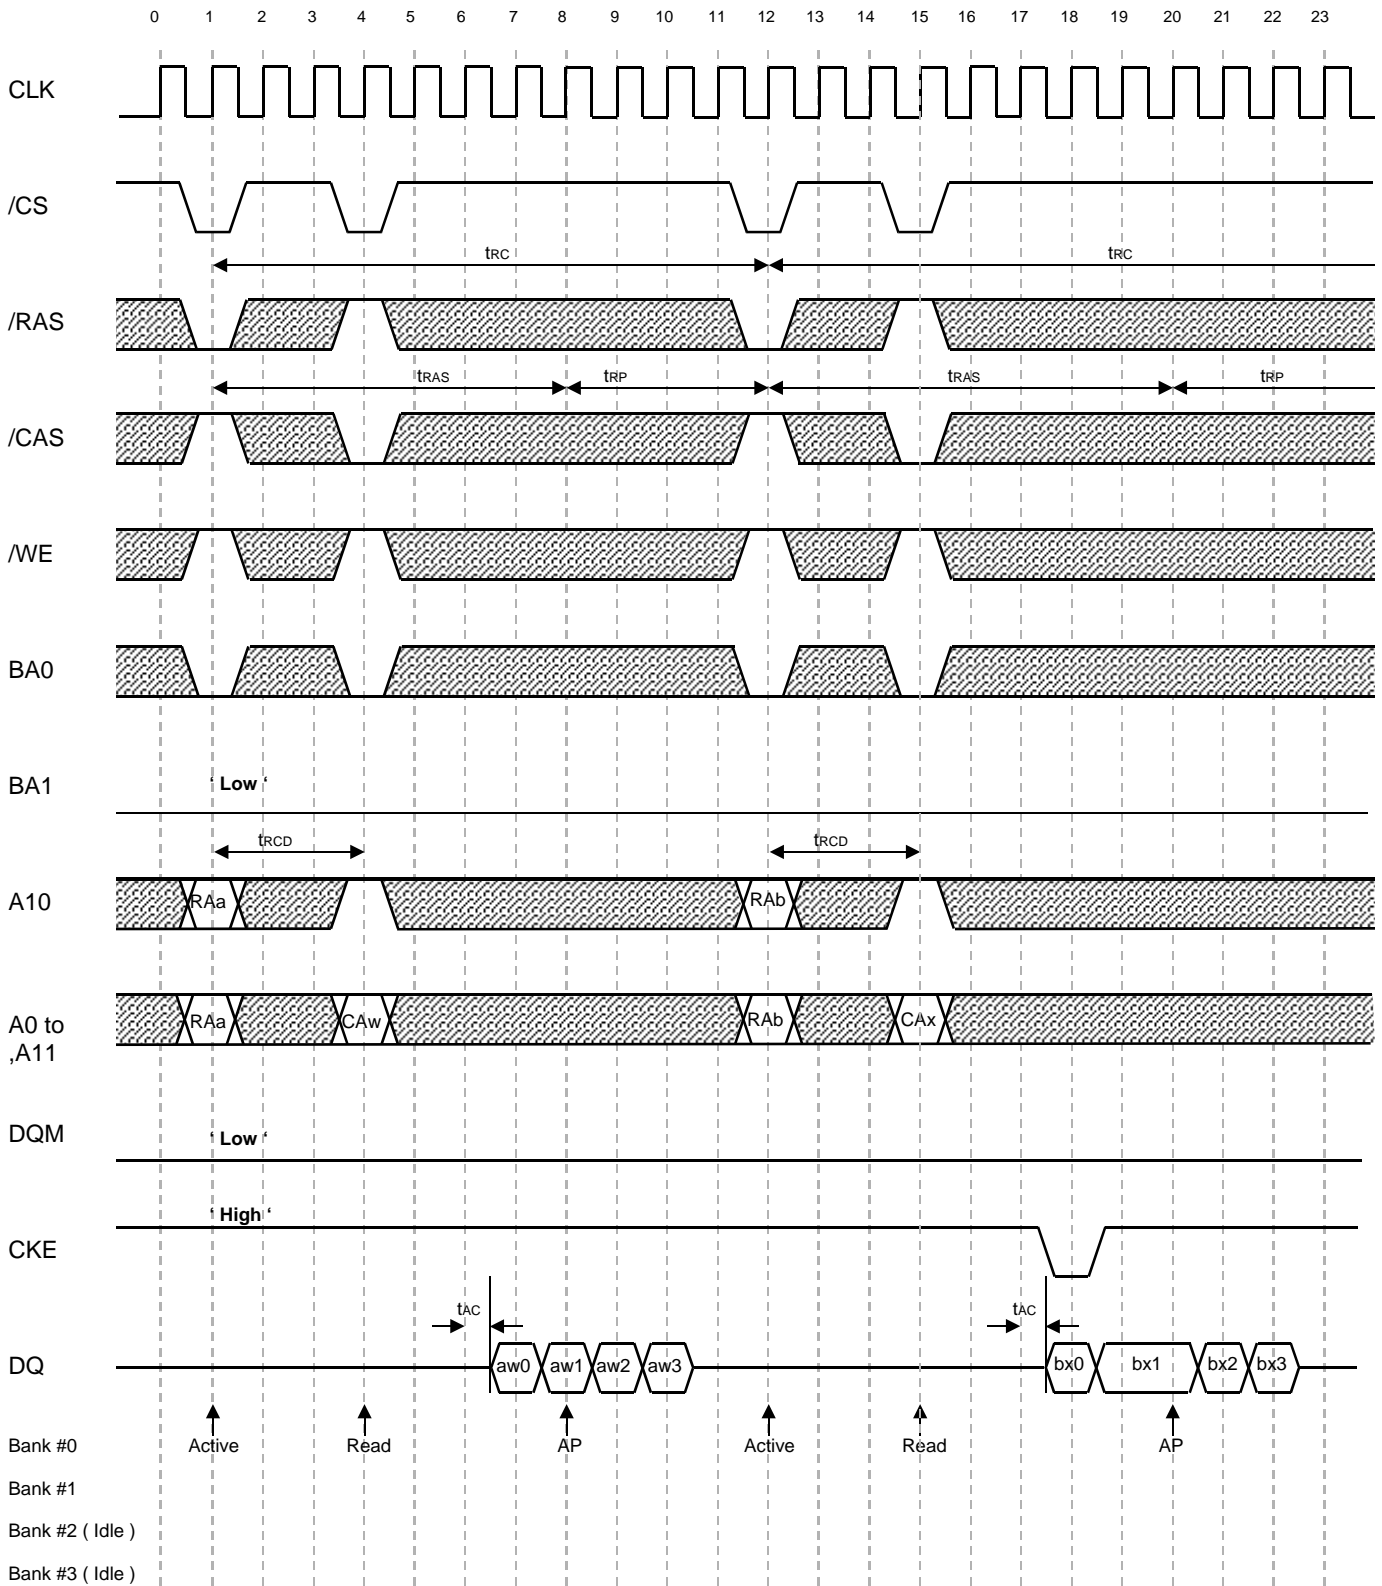 0 1 2 3 4 5 6 7 8 9 10 11 12 13 14 15 16 17 18 19 20 21 22 23
CLK
/CS
tRC tRC
/RAS
tRAS tRP tRAS tRP
/CAS
/WE
BA0
BA1 ‘ Low ‘
tRCD tRCD
A10 RAa RAb
A0 to RAa CAw RAb CAx
,A11
DQM ‘ Low ‘
‘ High ‘
CKE
tAC tAC
DQ aw0 aw1 aw2 aw3 bx0 bx1 bx2 bx3
Bank #0 Active Read AP Active Read AP
Bank #1
Bank #2 ( Idle )
Bank #3 ( Idle )